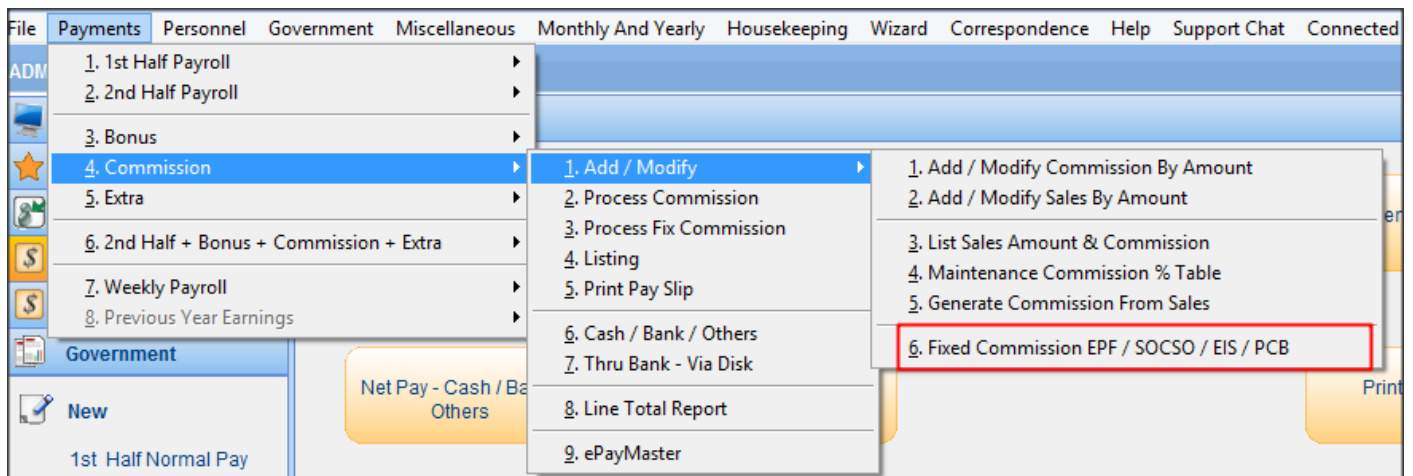 File Payments Personnel Government Miscellaneous Monthly And Yearly Housekeeping Wizard Correspondence Help Support Chat Connected
ADM
1. 1st Half Payroll
2. 2nd Half Payroll
3. Bonus
4. Commission
5. Extra
6. 2nd Half + Bonus + Commission + Extra
7. Weekly Payroll
8. Previous Year Earnings
1. Add / Modify
2. Process Commission
3. Process Fix Commission
4. Listing
5. Print Pay Slip
6. Cash / Bank / Others
7. Thru Bank - Via Disk
8. Line Total Report
9. ePayMaster
1. Add / Modify Commission By Amount
2. Add / Modify Sales By Amount
3. List Sales Amount & Commission
4. Maintenance Commission % Table
5. Generate Commission From Sales
6. Fixed Commission EPF / SOCSO / EIS / PCB
Government
New
1st Half Normal Pay
Net Pay - Cash / Ba
Others
Print